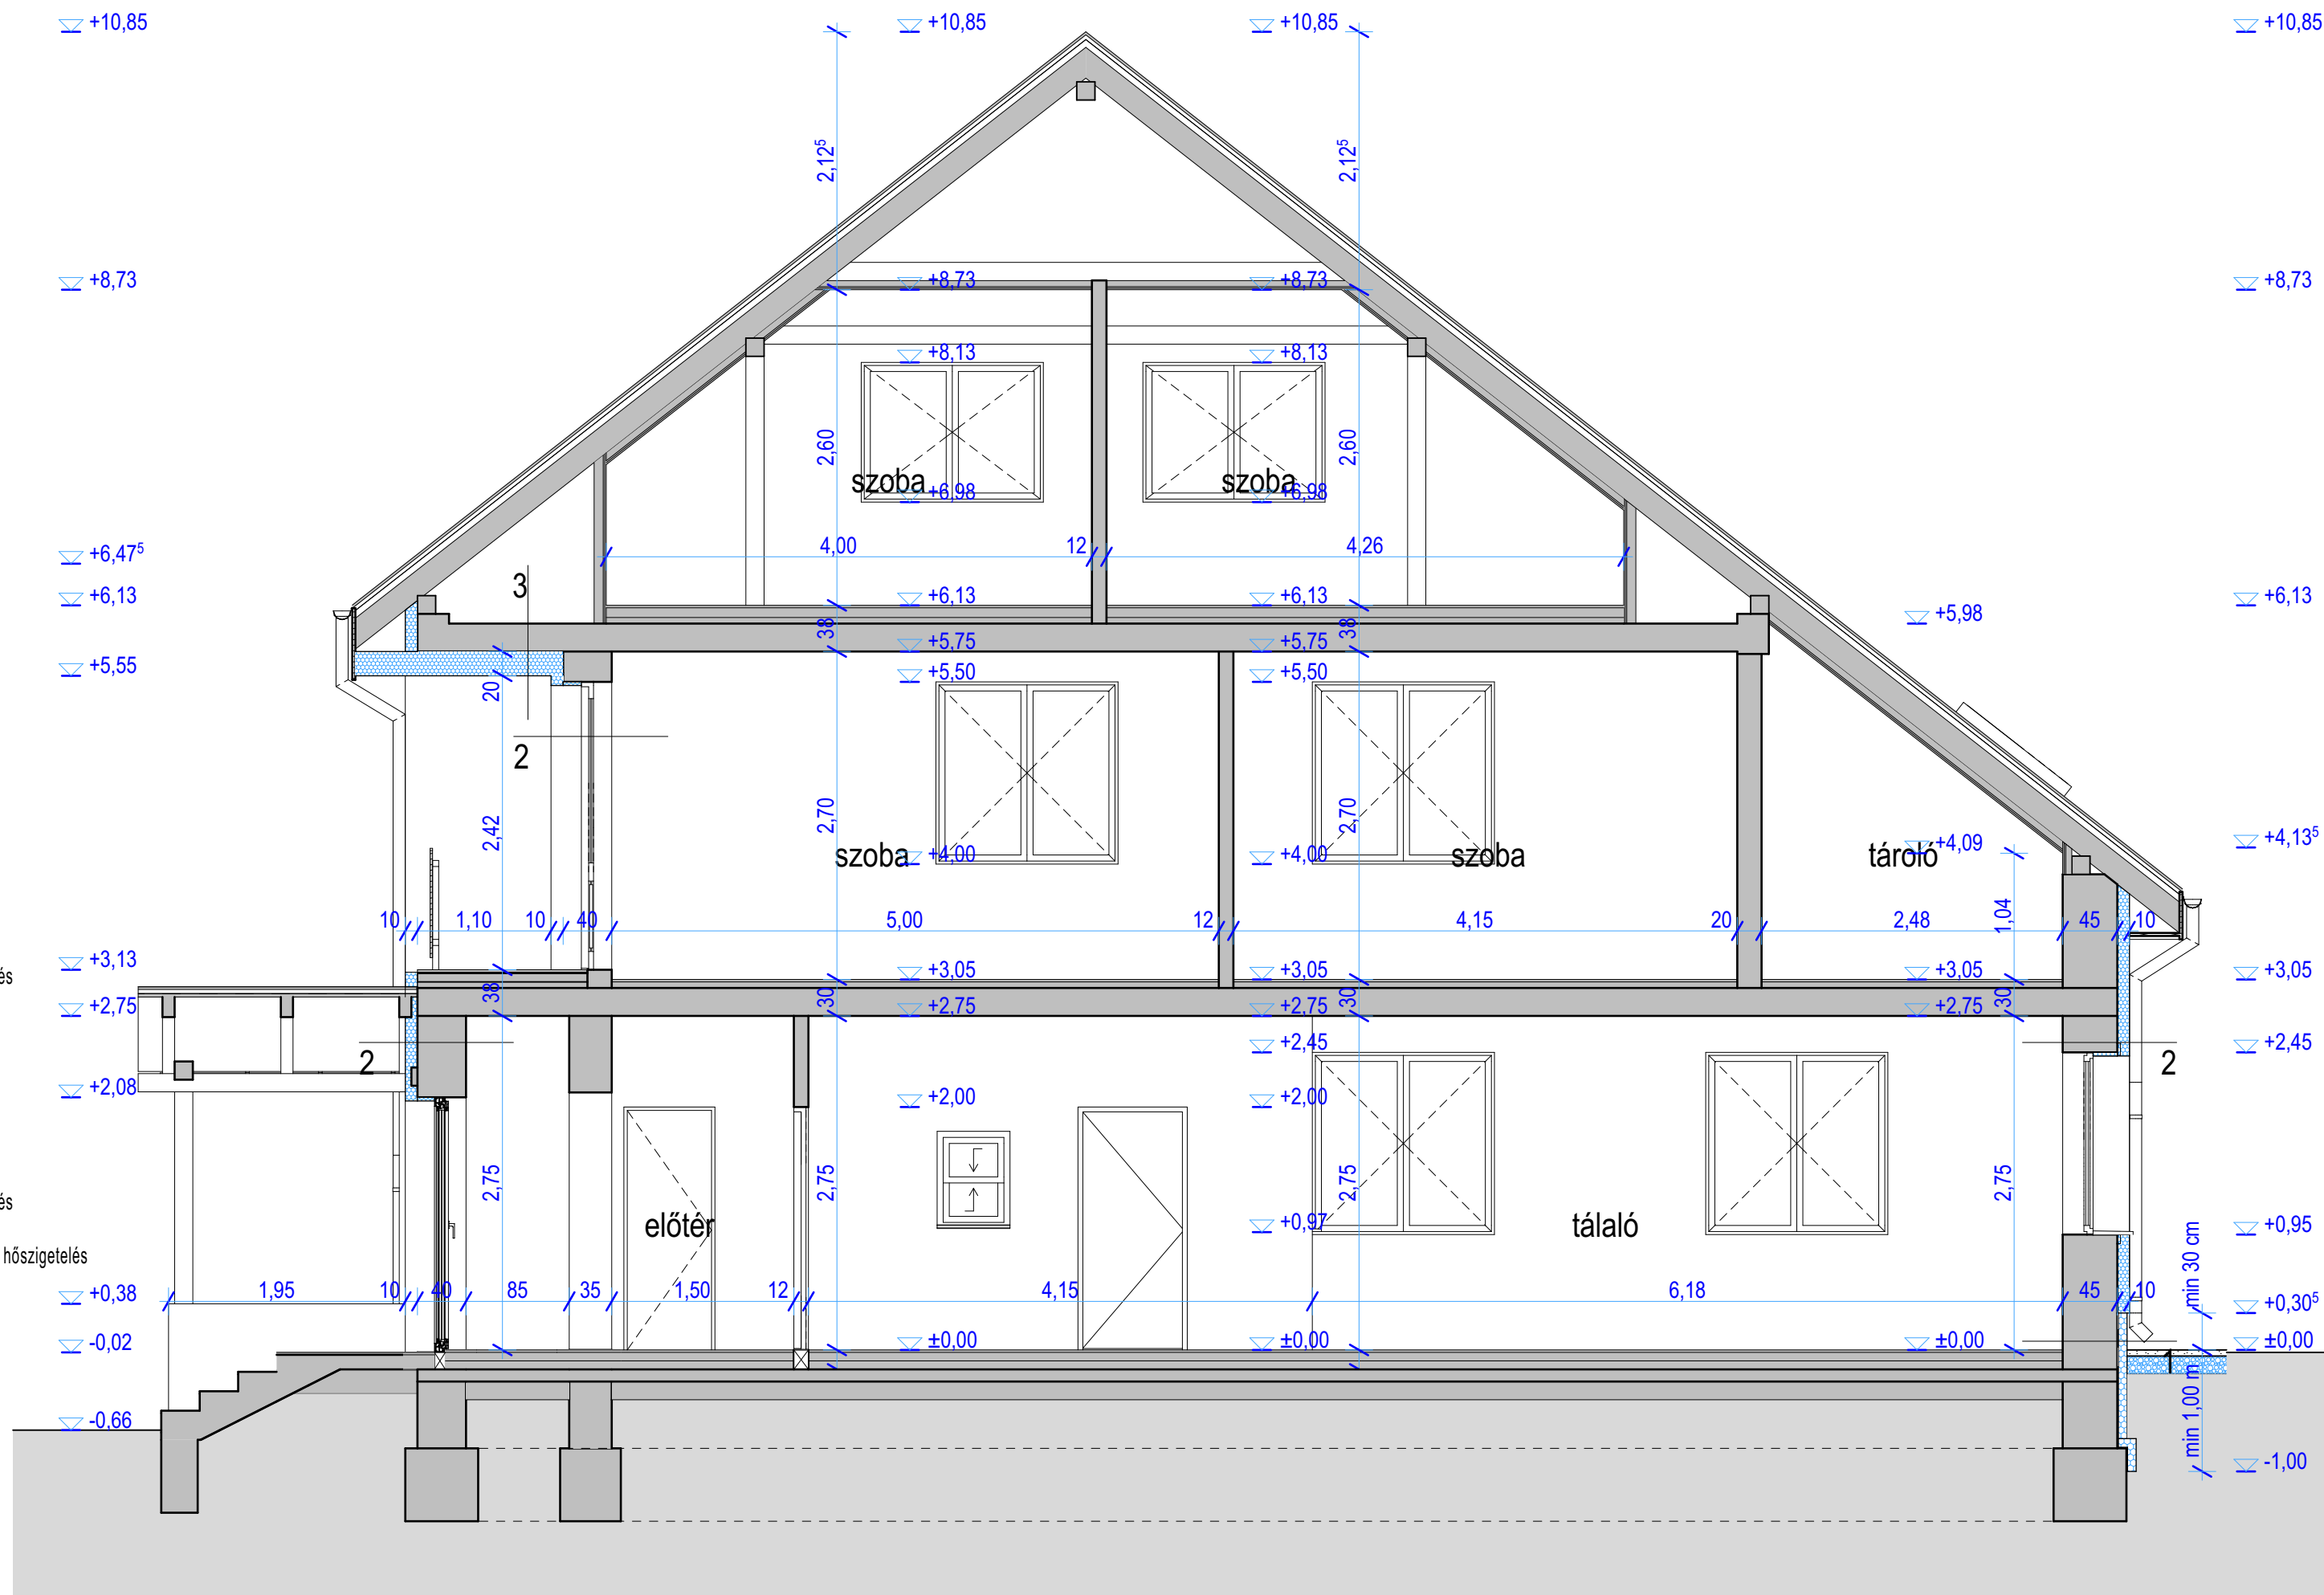 +10,85 +10,85 +10,85 +10,85
2,12⁵ 2,12⁵
+8,73 +8,73 +8,73 +8,73
+8,13 +8,13
2,60 2,60
szoba szoba
+6,98 +6,98
+6,47⁵ 4,00 12 4,26
3
+6,13 +6,13 +6,13 +6,13
+5,98
38 38
+5,75 +5,75
+5,55 +5,50 +5,50
20
2
2,42 2,70 2,70
+4,13⁵
+4,09
szoba +4,00 +4,00 szoba tároló
10 1,10 10 40 5,00 12 4,15 20 2,48 1,04 45 10
+3,13
és +3,05 +3,05 +3,05 +3,05
38 30 30 30
+2,75 +2,75 +2,75 +2,75
+2,45 +2,45
2 2
+2,08 +2,00 +2,00
2,75 2,75 2,75 2,75
és
előtér +0,97 tálaló +0,95
hőszigetelés
min 30 cm
+0,38 1,95 10 40 85 35 1,50 12 4,15 6,18 45 10 +0,30⁵
-0,02 ±0,00 ±0,00 ±0,00 ±0,00
-0,66
min 1,00 m
-1,00